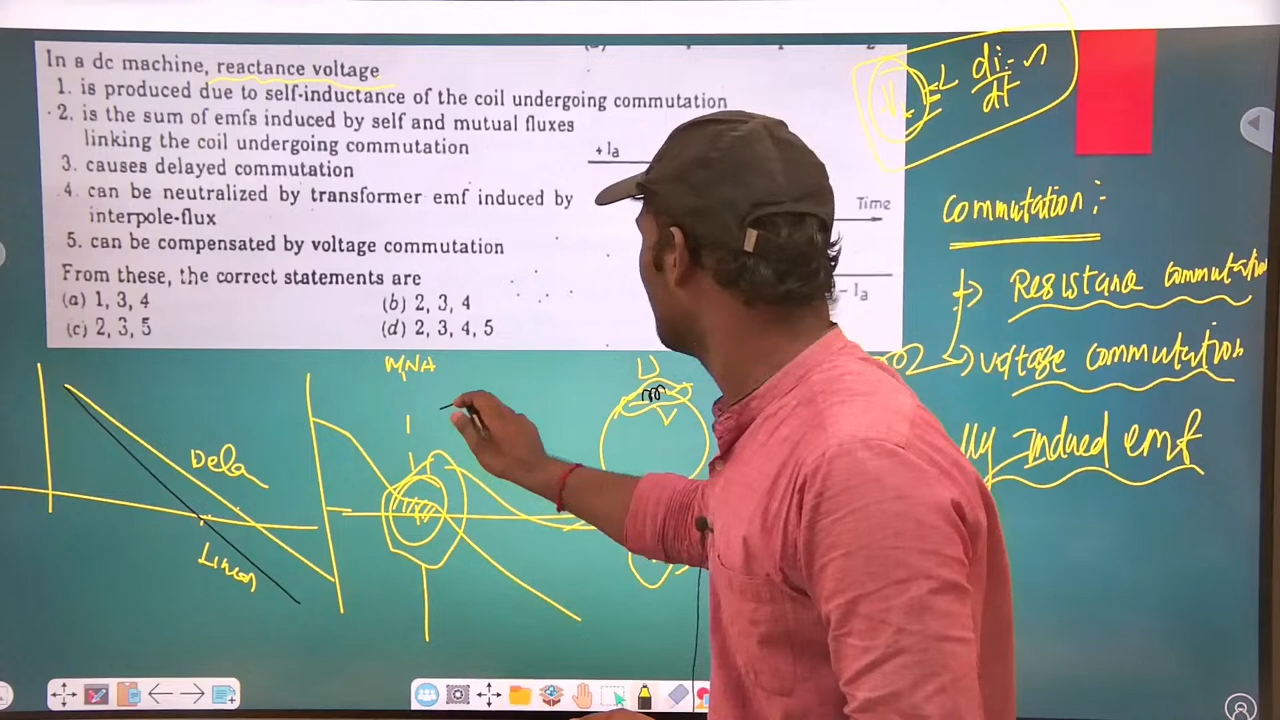 In a dc machine, reactance voltage
1. is produced due to self-inductance of the coil undergoing commutation
2. is the sum of emfs induced by self and mutual fluxes
linking the coil undergoing commutation
3. causes delayed commutation
4. can be neutralized by transformer emf induced by
interpole-flux
5. can be compensated by voltage commutation
From these, the correct statements are
(a) 1, 3, 4 (b) 2, 3, 4
(c) 2, 3, 5 (d) 2, 3, 4, 5
+Ia
Time
-Ia
L di
dt
Commutation :-
Resistance commutation
voltage commutation
Indued emf
MNA
Dela
Linear